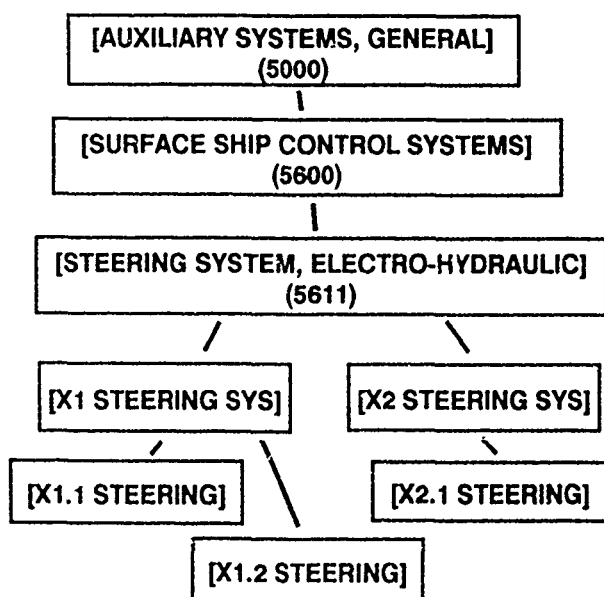 [AUXILIARY SYSTEMS, GENERAL]
(5000)
[SURFACE SHIP CONTROL SYSTEMS]
(5600)
[STEERING SYSTEM, ELECTRO-HYDRAULIC]
(5611)
[X1 STEERING SYS]
[X2 STEERING SYS]
[X1.1 STEERING]
[X2.1 STEERING]
[X1.2 STEERING]